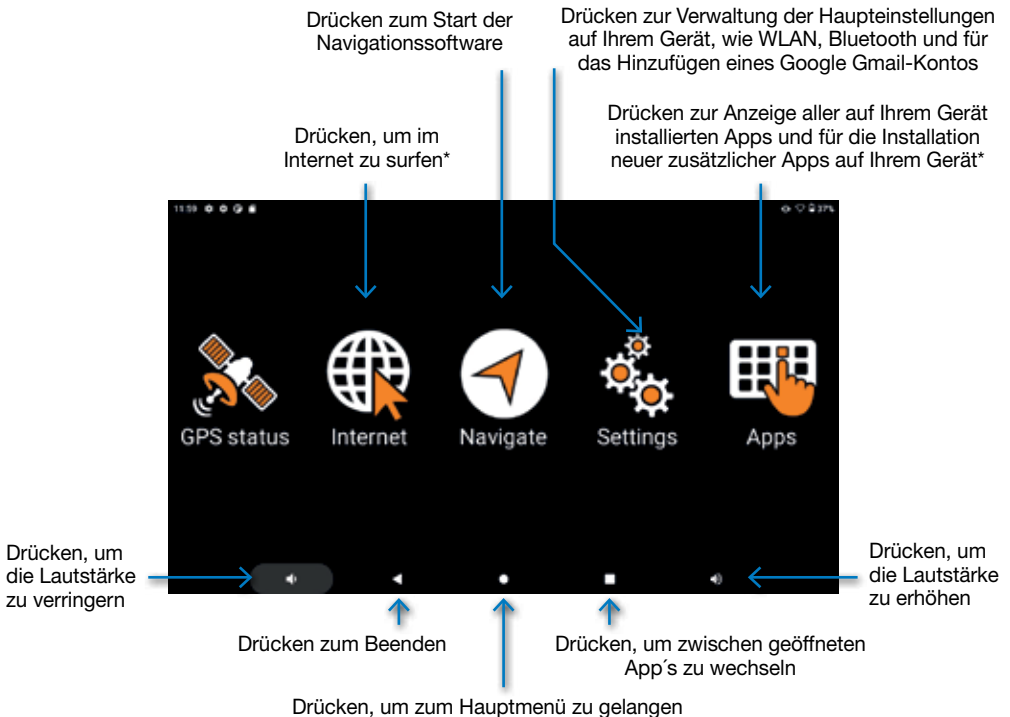 Drücken zum Start der
Navigationssoftware
Drücken zur Verwaltung der Haupteinstellungen
auf Ihrem Gerät, wie WLAN, Bluetooth und für
das Hinzufügen eines Google Gmail-Kontos
Drücken, um im
Internet zu surfen*
Drücken zur Anzeige aller auf Ihrem Gerät
installierten Apps und für die Installation
neuer zusätzlicher Apps auf Ihrem Gerät*
11:59
37%
GPS status
Internet
Navigate
Settings
Apps
Drücken, um
die Lautstärke
zu verringern
Drücken, um
die Lautstärke
zu erhöhen
Drücken zum Beenden
Drücken, um zwischen geöffneten
App´s zu wechseln
Drücken, um zum Hauptmenü zu gelangen